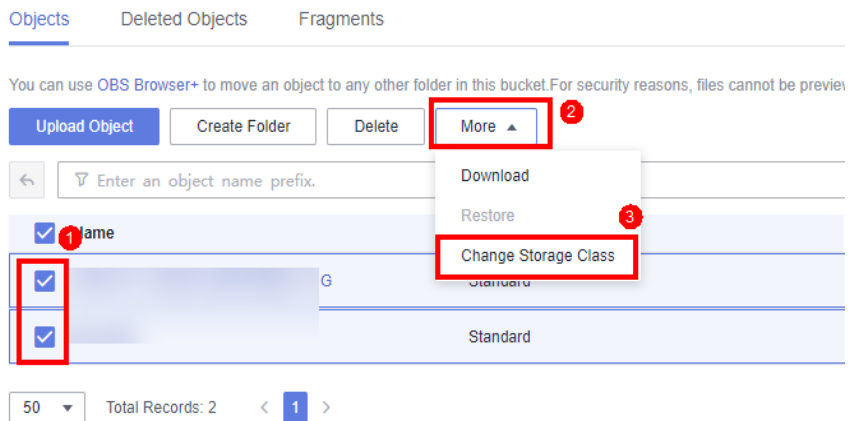 Objects Deleted Objects Fragments
You can use OBS Browser+ to move an object to any other folder in this bucket.For security reasons, files cannot be
Upload Object Create Folder Delete More 2
Enter an object name prefix. Download
Restore 3
1
Change Storage Class
G Standard
Standard
50 Total Records: 2 < 1 >